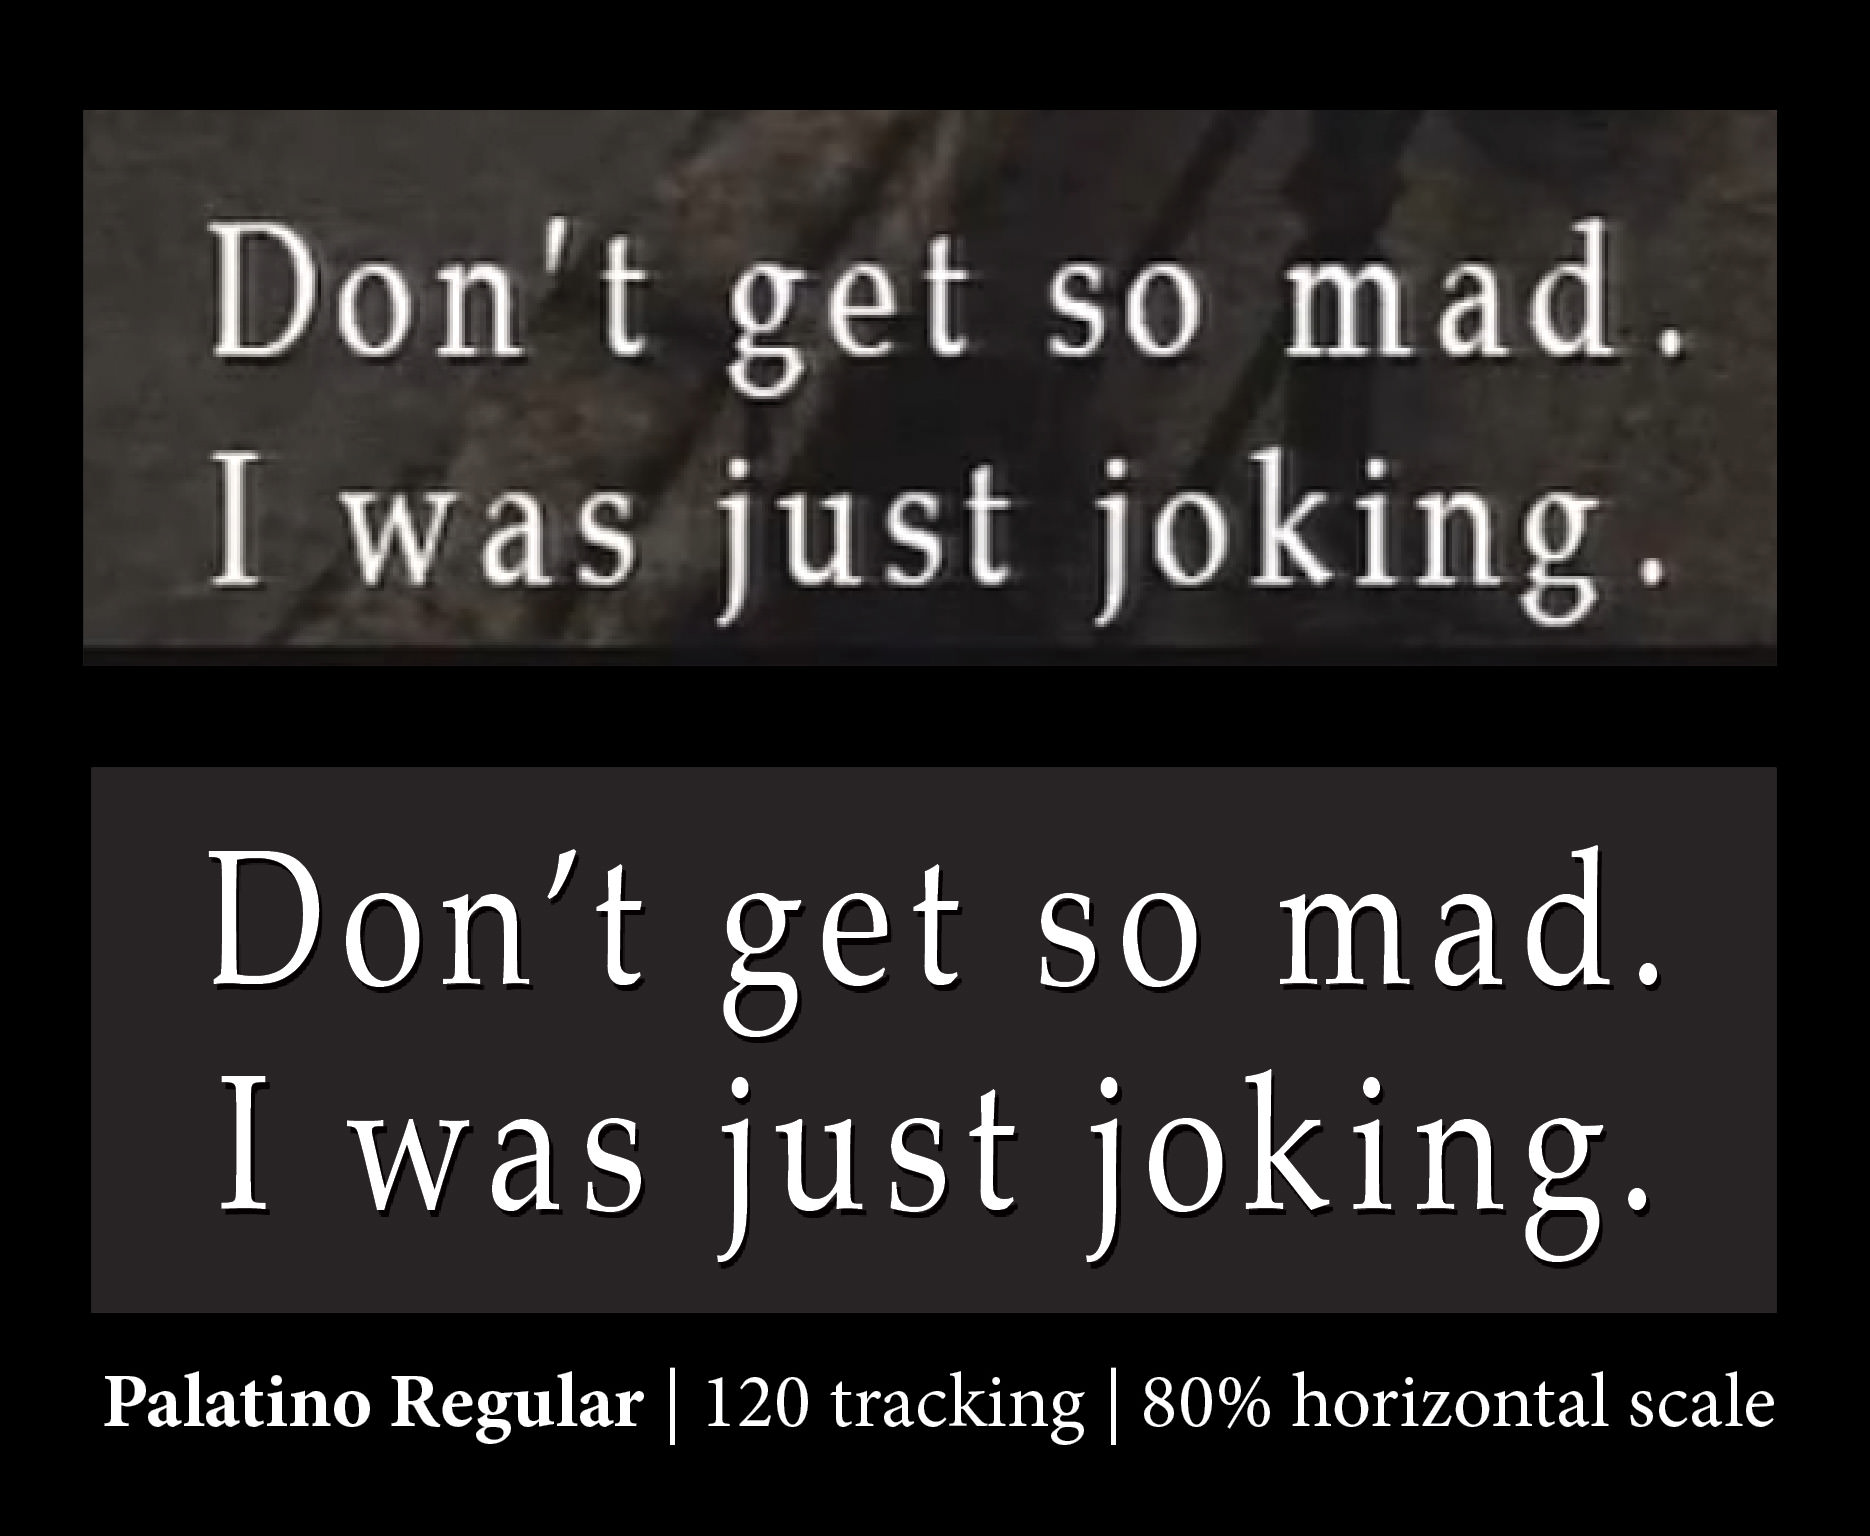 Don't get so mad.
I was just joking.
Don’t get so mad.
I was just joking.
Palatino Regular | 120 tracking | 80% horizontal scale